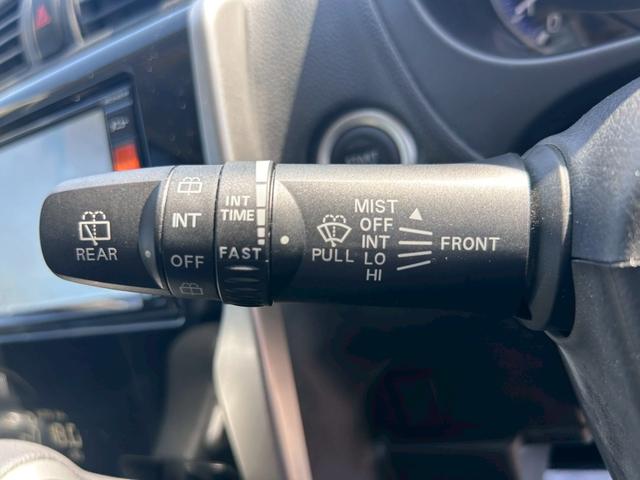 REAR
INT
OFF
INT
TIME
FAST
PULL
MIST
OFF
INT
LO
HI
FRONT